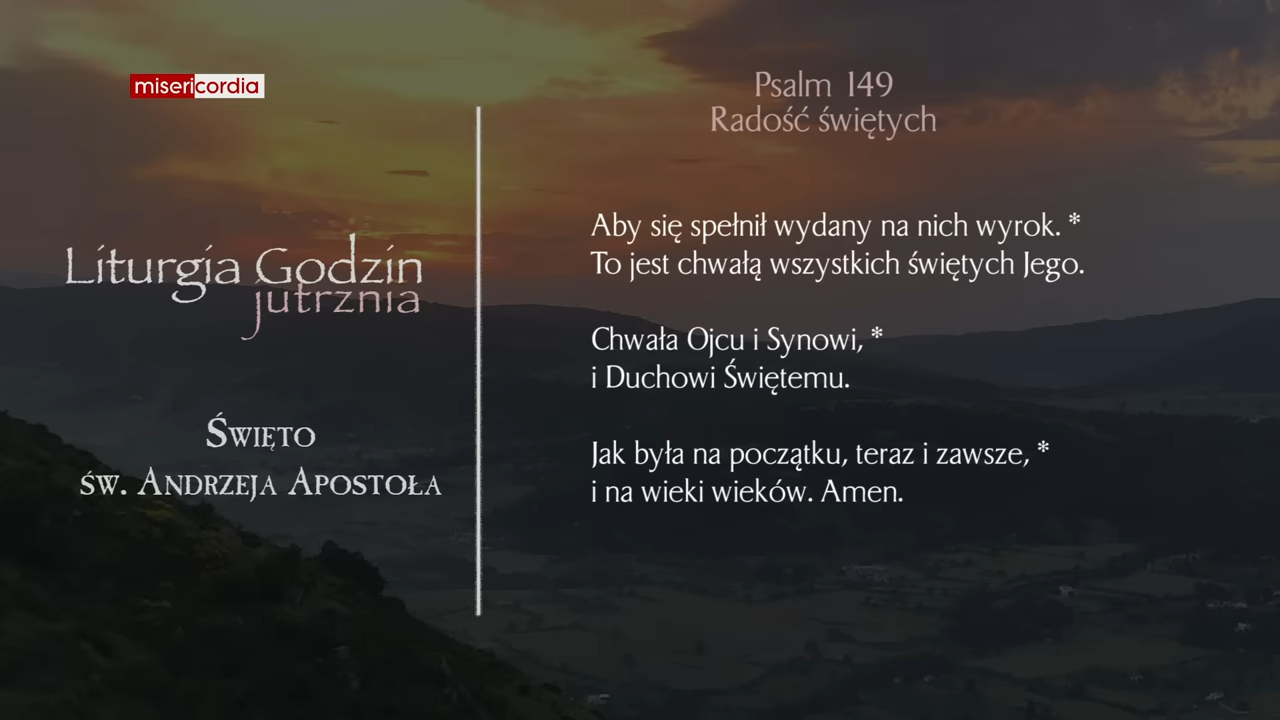 misericordia
Liturgia Godzin
jutrznia
Święto
św. Andrzeja Apostoła
Psalm 149
Radość świętych
Aby się spełnił wydany na nich wyrok. *
To jest chwałą wszystkich świętych Jego.
Chwała Ojcu i Synowi, *
i Duchowi Świętemu.
Jak była na początku, teraz i zawsze, *
i na wieki wieków. Amen.